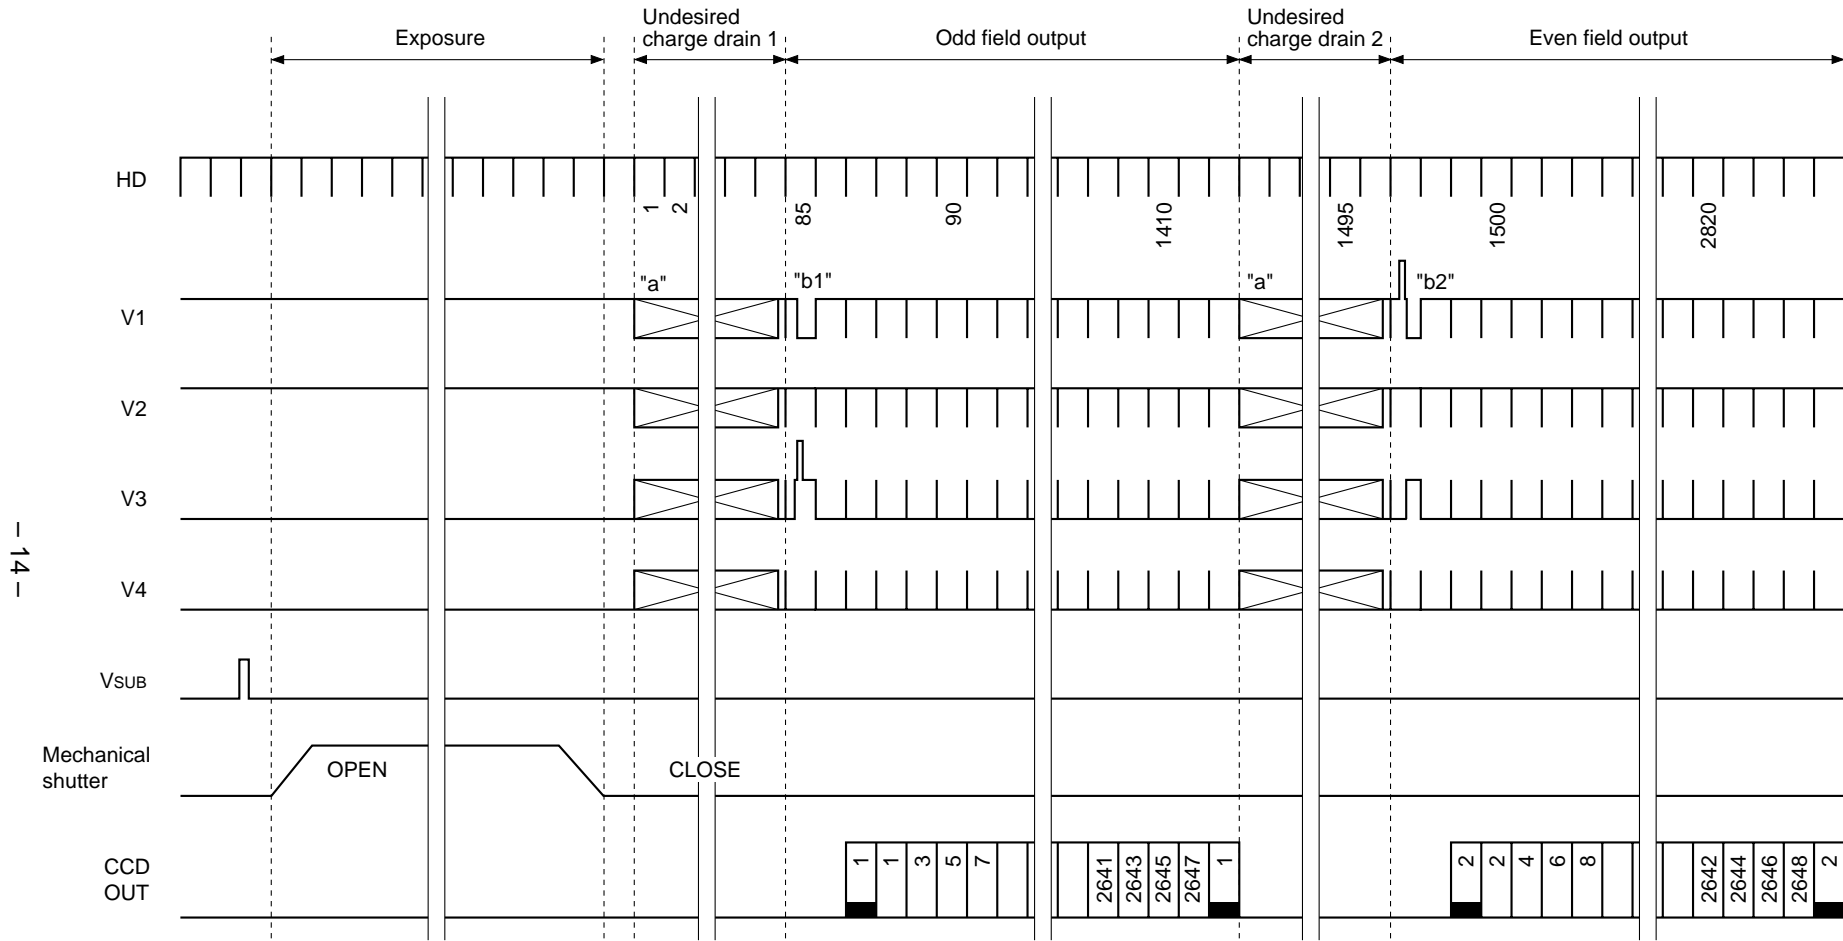 Exposure
Undesired
charge drain 1
Odd field output
Undesired
charge drain 2
Even field output
HD
1
2
85
90
1410
1495
1500
2820
"a"
"b1"
"a"
"b2"
V1
V2
V3
V4
VSUB
Mechanical
shutter
OPEN
CLOSE
CCD
OUT
1
1
3
5
7
2641
2643
2645
2647
1
2
2
4
6
8
2642
2644
2646
2648
2
– 14 –